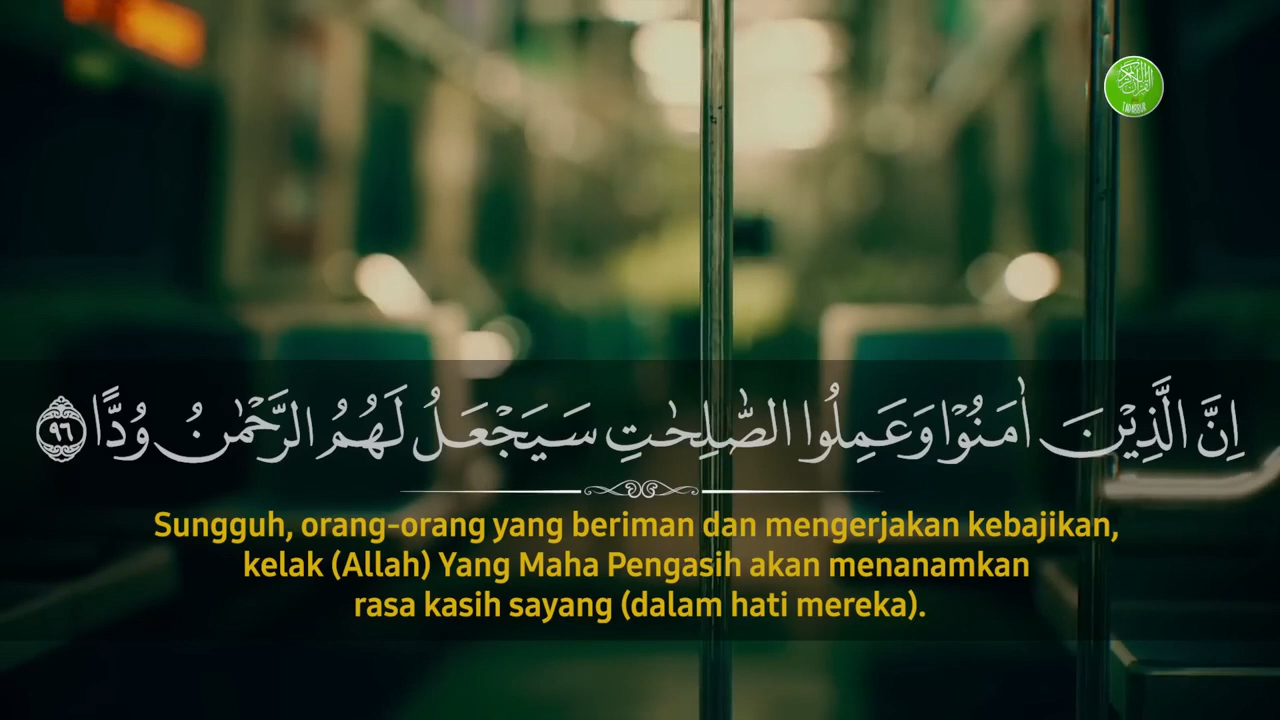 اِنَّ الَّذِيْنَ اٰمَنُوْا وَعَمِلُوا الصّٰلِحٰتِ سَيَجْعَلُ لَهُمُ الرَّحْمٰنُ وُدًّا ٩٦
Sungguh, orang-orang yang beriman dan mengerjakan kebajikan,
kelak (Allah) Yang Maha Pengasih akan menanamkan
rasa kasih sayang (dalam hati mereka).